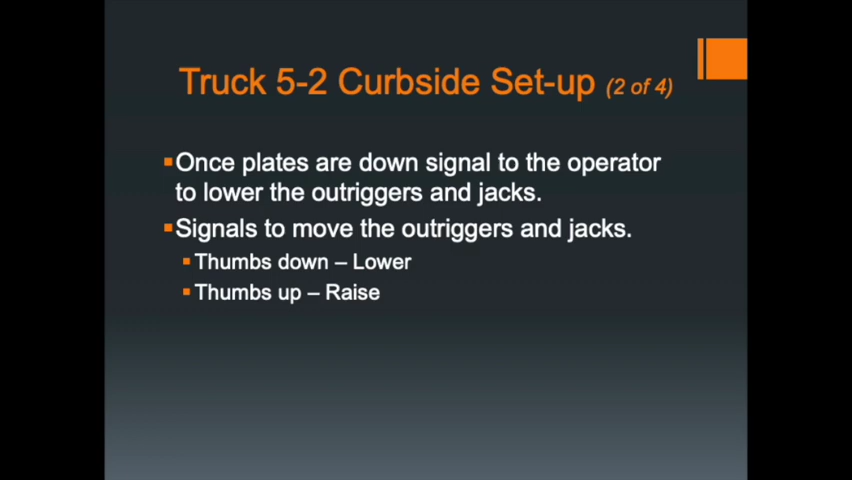 Truck 5-2 Curbside Set-up (2 of 4)
Once plates are down signal to the operator
to lower the outriggers and jacks.
Signals to move the outriggers and jacks.
Thumbs down – Lower
Thumbs up – Raise